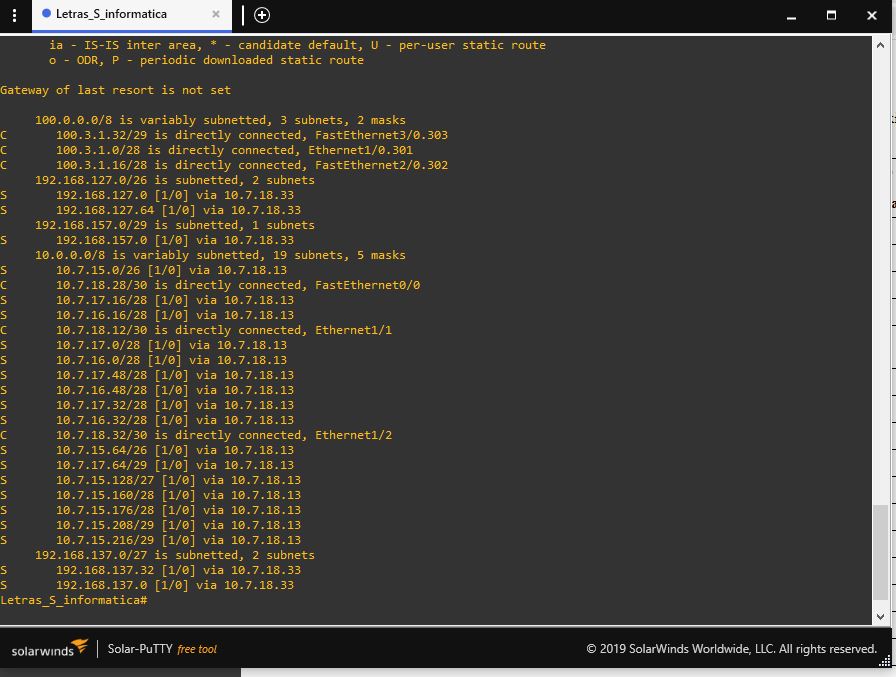 Letras_S_informatica
ia - IS-IS inter area, * - candidate default, U - per-user static route
o - ODR, P - periodic downloaded static route
Gateway of last resort is not set
100.0.0.0/8 is variably subnetted, 3 subnets, 2 masks
C 100.3.1.32/29 is directly connected, FastEthernet3/0.303
C 100.3.1.0/28 is directly connected, Ethernet1/0.301
C 100.3.1.16/28 is directly connected, FastEthernet2/0.302
192.168.127.0/26 is subnetted, 2 subnets
S 192.168.127.0 [1/0] via 10.7.18.33
S 192.168.127.64 [1/0] via 10.7.18.33
192.168.157.0/29 is subnetted, 1 subnets
S 192.168.157.0 [1/0] via 10.7.18.33
10.0.0.0/8 is variably subnetted, 19 subnets, 5 masks
S 10.7.15.0/26 [1/0] via 10.7.18.13
C 10.7.18.28/30 is directly connected, FastEthernet0/0
S 10.7.17.16/28 [1/0] via 10.7.18.13
S 10.7.16.16/28 [1/0] via 10.7.18.13
C 10.7.18.12/30 is directly connected, Ethernet1/1
S 10.7.17.0/28 [1/0] via 10.7.18.13
S 10.7.16.0/28 [1/0] via 10.7.18.13
S 10.7.17.48/28 [1/0] via 10.7.18.13
S 10.7.16.48/28 [1/0] via 10.7.18.13
S 10.7.17.32/28 [1/0] via 10.7.18.13
S 10.7.16.32/28 [1/0] via 10.7.18.13
C 10.7.18.32/30 is directly connected, Ethernet1/2
S 10.7.15.64/26 [1/0] via 10.7.18.13
S 10.7.17.64/29 [1/0] via 10.7.18.13
S 10.7.15.128/27 [1/0] via 10.7.18.13
S 10.7.15.160/28 [1/0] via 10.7.18.13
S 10.7.15.176/28 [1/0] via 10.7.18.13
S 10.7.15.208/29 [1/0] via 10.7.18.13
S 10.7.15.216/29 [1/0] via 10.7.18.13
192.168.137.0/27 is subnetted, 2 subnets
S 192.168.137.32 [1/0] via 10.7.18.33
S 192.168.137.0 [1/0] via 10.7.18.33
Letras_S_informatica#
solarwinds Solar-PuTTY free tool © 2019 SolarWinds Worldwide, LLC. All rights reserved.